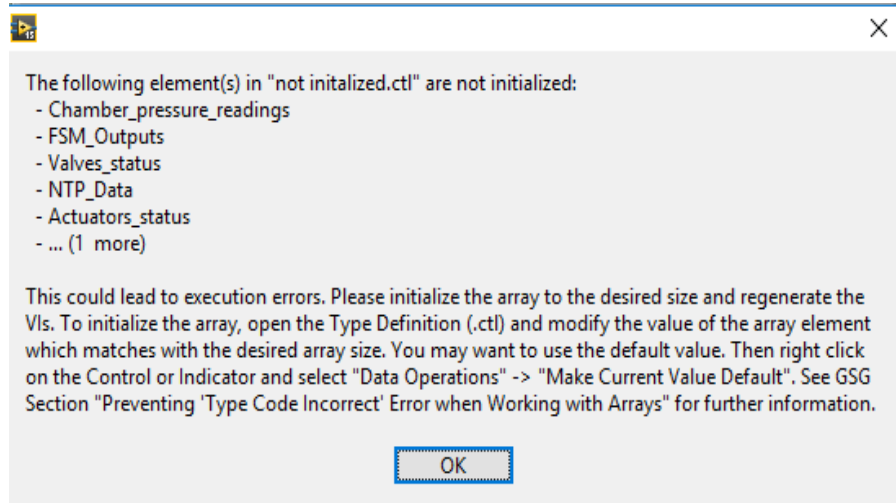 15
The following element(s) in "not initalized.ctl" are not initialized:
- Chamber_pressure_readings
- FSM_Outputs
- Valves_status
- NTP_Data
- Actuators_status
- ... (1 more)
This could lead to execution errors. Please initialize the array to the desired size and regenerate the
VIs. To initialize the array, open the Type Definition (.ctl) and modify the value of the array element
which matches with the desired array size. You may want to use the default value. Then right click
on the Control or Indicator and select "Data Operations" -> "Make Current Value Default". See GSG
Section "Preventing 'Type Code Incorrect' Error when Working with Arrays" for further information.
OK